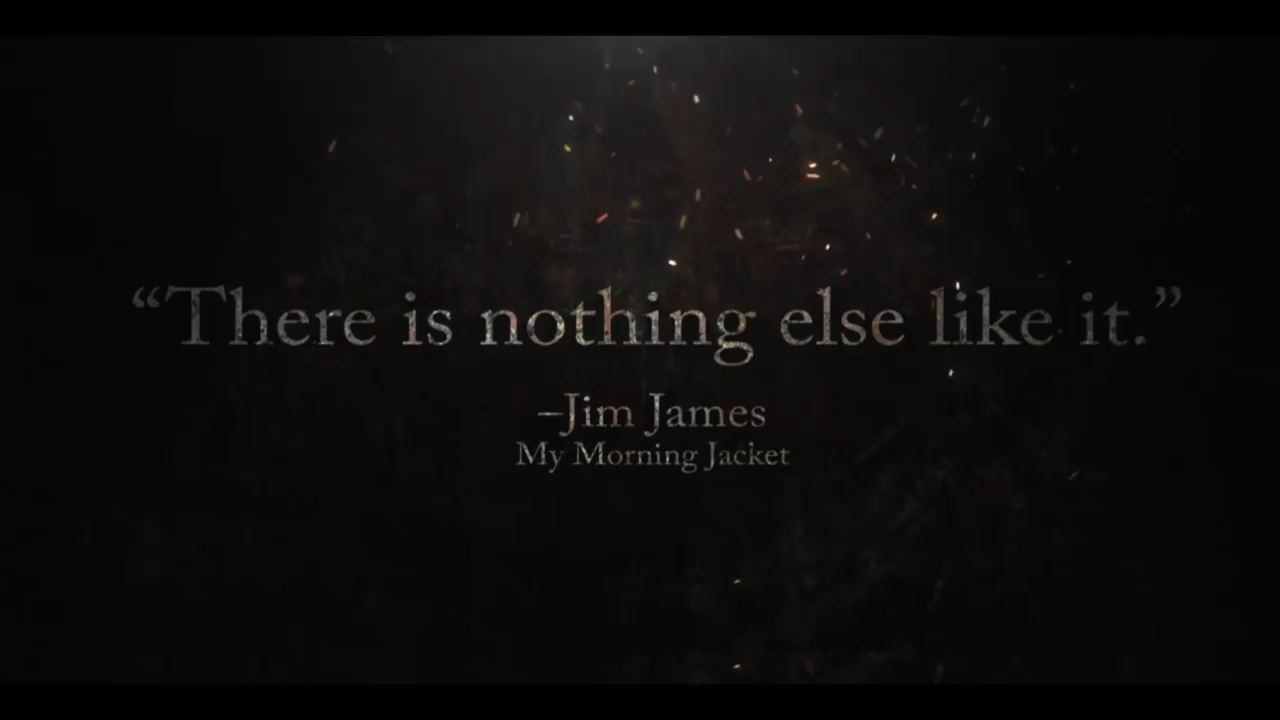 “There is nothing else like it.”
–Jim James
My Morning Jacket